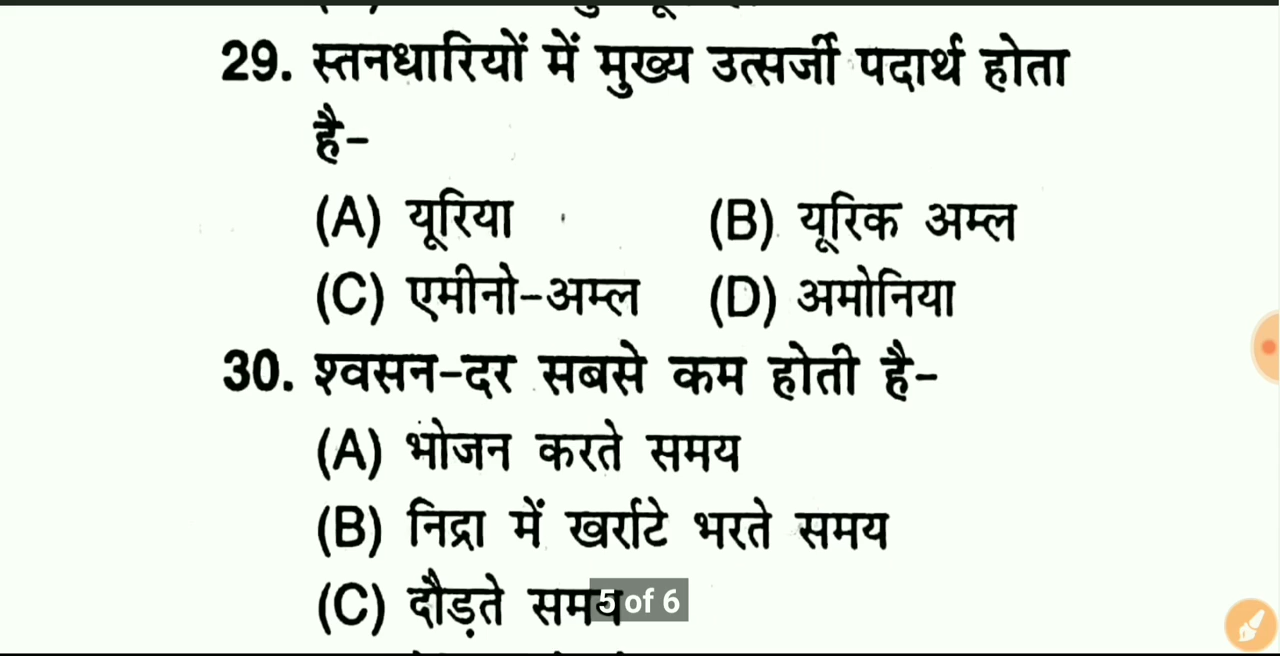 29. स्तनधारियों में मुख्य उत्सर्जी पदार्थ होता
है-
(A) यूरिया (B) यूरिक अम्ल
(C) एमीनो-अम्ल (D) अमोनिया
30. श्वसन-दर सबसे कम होती है-
(A) भोजन करते समय
(B) निद्रा में खर्राटे भरते समय
(C) दौड़ते समय
5 of 6